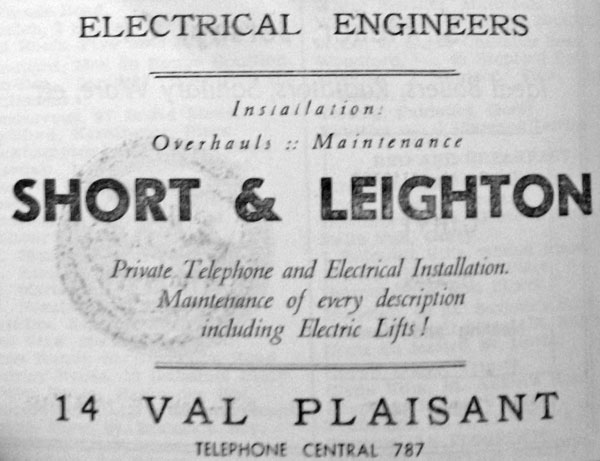 ELECTRICAL ENGINEERS
Installation:
Overhauls :: Maintenance
SHORT & LEIGHTON
Private Telephone and Electrical Installation.
Maintenance of every description
including Electric Lifts!
14 VAL PLAISANT
TELEPHONE CENTRAL 787